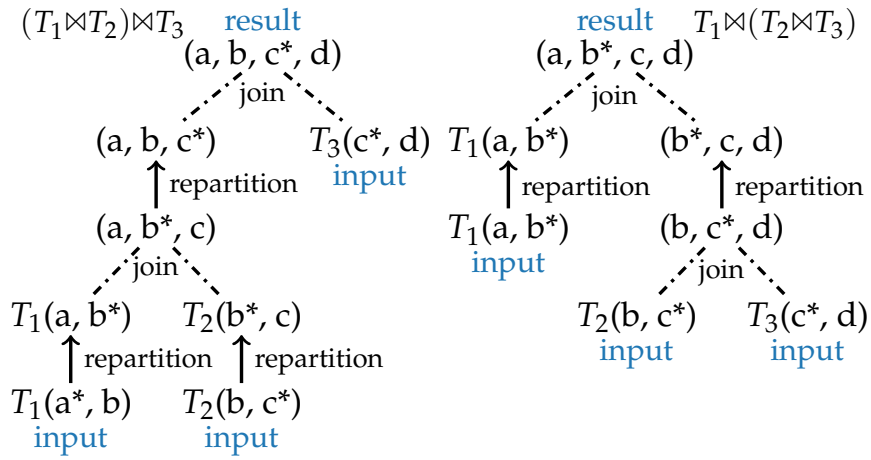 (T₁⋈T₂)⋈T₃ result
(a, b, c*, d)
join
(a, b, c*) T₃(c*, d)
input
repartition
(a, b*, c)
join
T₁(a, b*) T₂(b*, c)
repartition repartition
T₁(a*, b) T₂(b, c*)
input input
result T₁⋈(T₂⋈T₃)
(a, b*, c, d)
join
T₁(a, b*) (b*, c, d)
repartition repartition
T₁(a, b*) (b, c*, d)
input
join
T₂(b, c*) T₃(c*, d)
input input